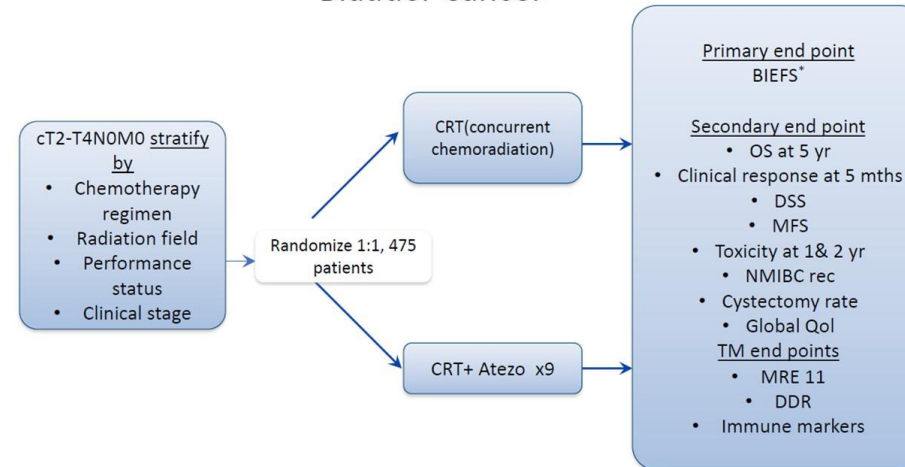 cT2-T4N0M0 stratify
by
• Chemotherapy
regimen
• Radiation field
• Performance
status
• Clinical stage
Randomize 1:1, 475
patients
CRT(concurrent
chemoradiation)
CRT+ Atezo x9
Primary end point
BIEFS*
Secondary end point
• OS at 5 yr
• Clinical response at 5 mths
• DSS
• MFS
• Toxicity at 1& 2 yr
• NMIBC rec
• Cystectomy rate
• Global Qol
TM end points
• MRE 11
• DDR
• Immune markers